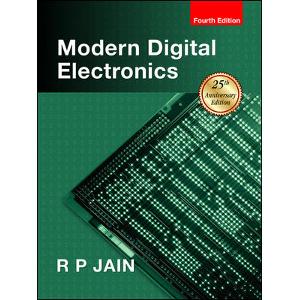 Fourth Edition
Modern Digital
Electronics
25th
Anniversary
Edition
R P JAIN